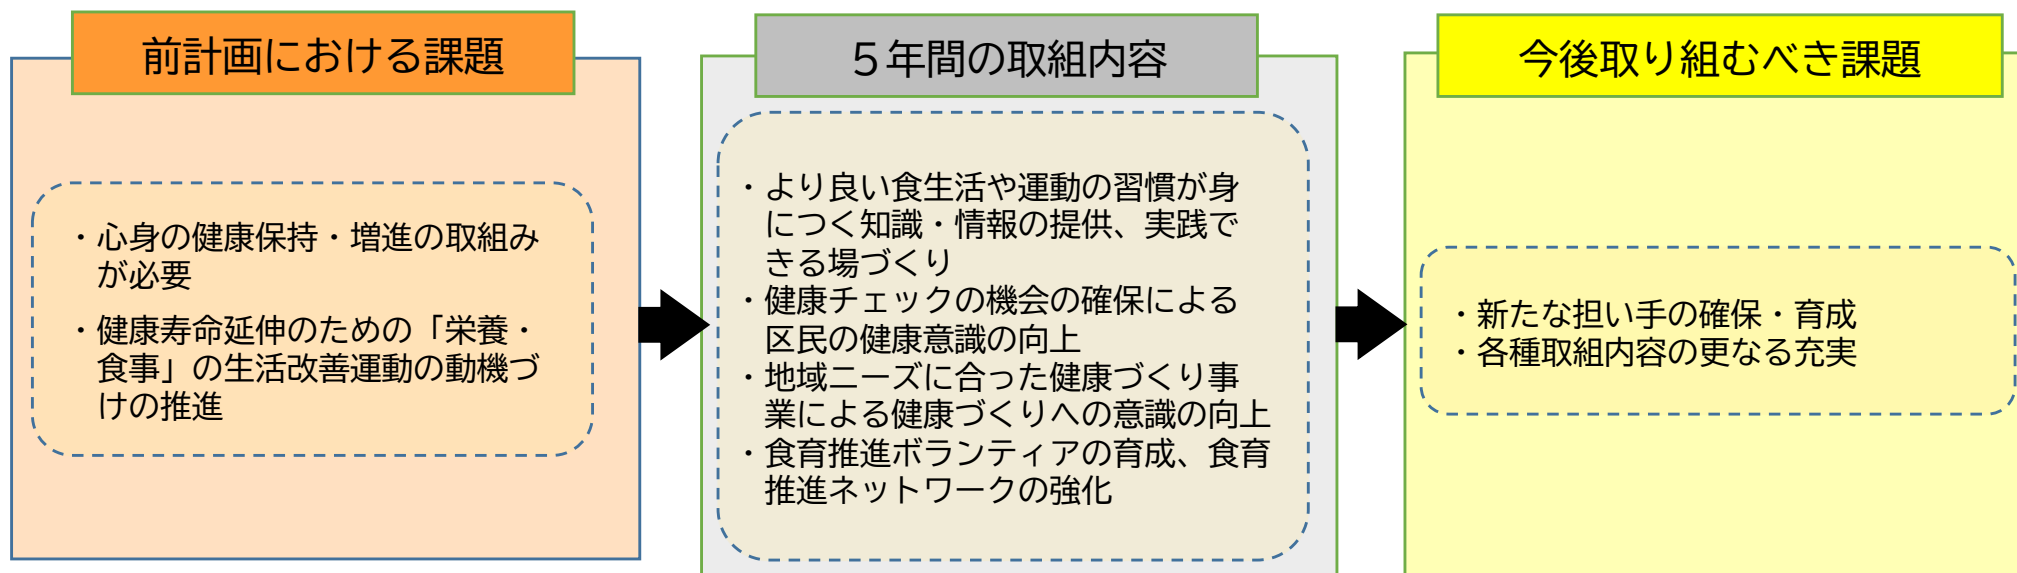 前計画における課題
・心身の健康保持・増進の取組み
が必要
・健康寿命延伸のための「栄養・
食事」の生活改善運動の動機づ
けの推進
５年間の取組内容
・より良い食生活や運動の習慣が身
につく知識・情報の提供、実践で
きる場づくり
・健康チェックの機会の確保による
区民の健康意識の向上
・地域ニーズに合った健康づくり事
業による健康づくりへの意識の向上
・食育推進ボランティアの育成、食育
推進ネットワークの強化
今後取り組むべき課題
・新たな担い手の確保・育成
・各種取組内容の更なる充実